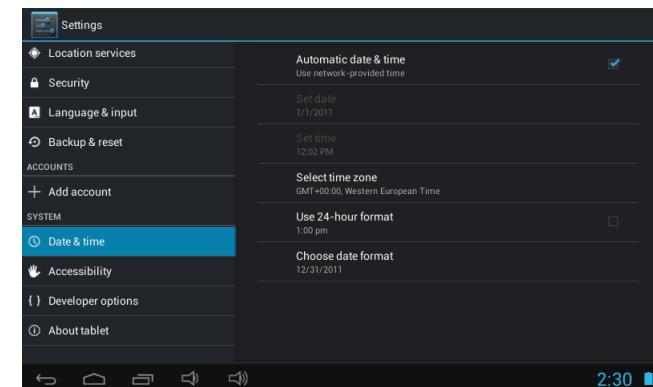 Settings
Location services
Security
Language & input
Backup & reset
ACCOUNTS
Add account
SYSTEM
Date & time
Accessibility
Developer options
About tablet
Automatic date & time
Use network-provided time
Set date
1/1/2011
Set time
12:02 PM
Select time zone
GMT+00:00, Western European Time
Use 24-hour format
1:00 pm
Choose date format
12/31/2011
2:30